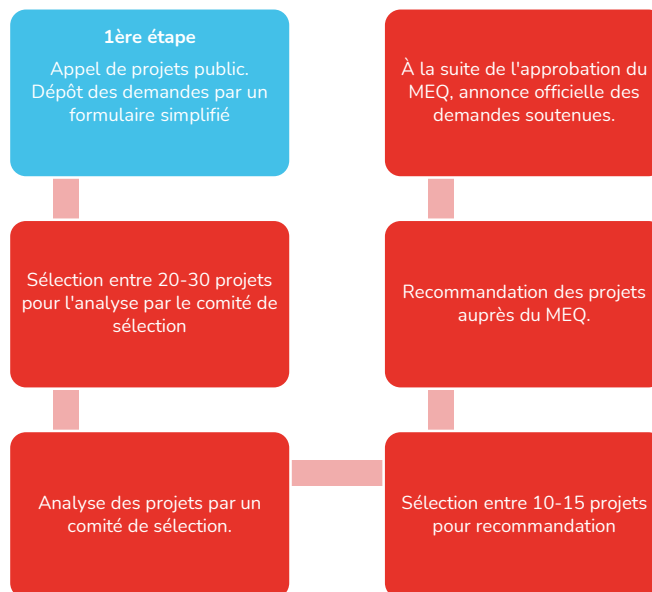 1ère étape
Appel de projets public.
Dépôt des demandes par un
formulaire simplifié
Sélection entre 20-30 projets
pour l'analyse par le comité de
sélection
Analyse des projets par un
comité de sélection.
Sélection entre 10-15 projets
pour recommandation
Recommandation des projets
auprès du MEQ.
À la suite de l'approbation du
MEQ, annonce officielle des
demandes soutenues.